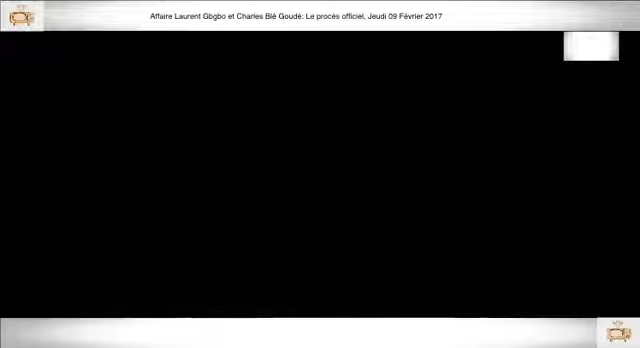 Affaire Laurent Gbgbo et Charles Blé Goudé: Le procès officiel, Jeudi 09 Février 2017